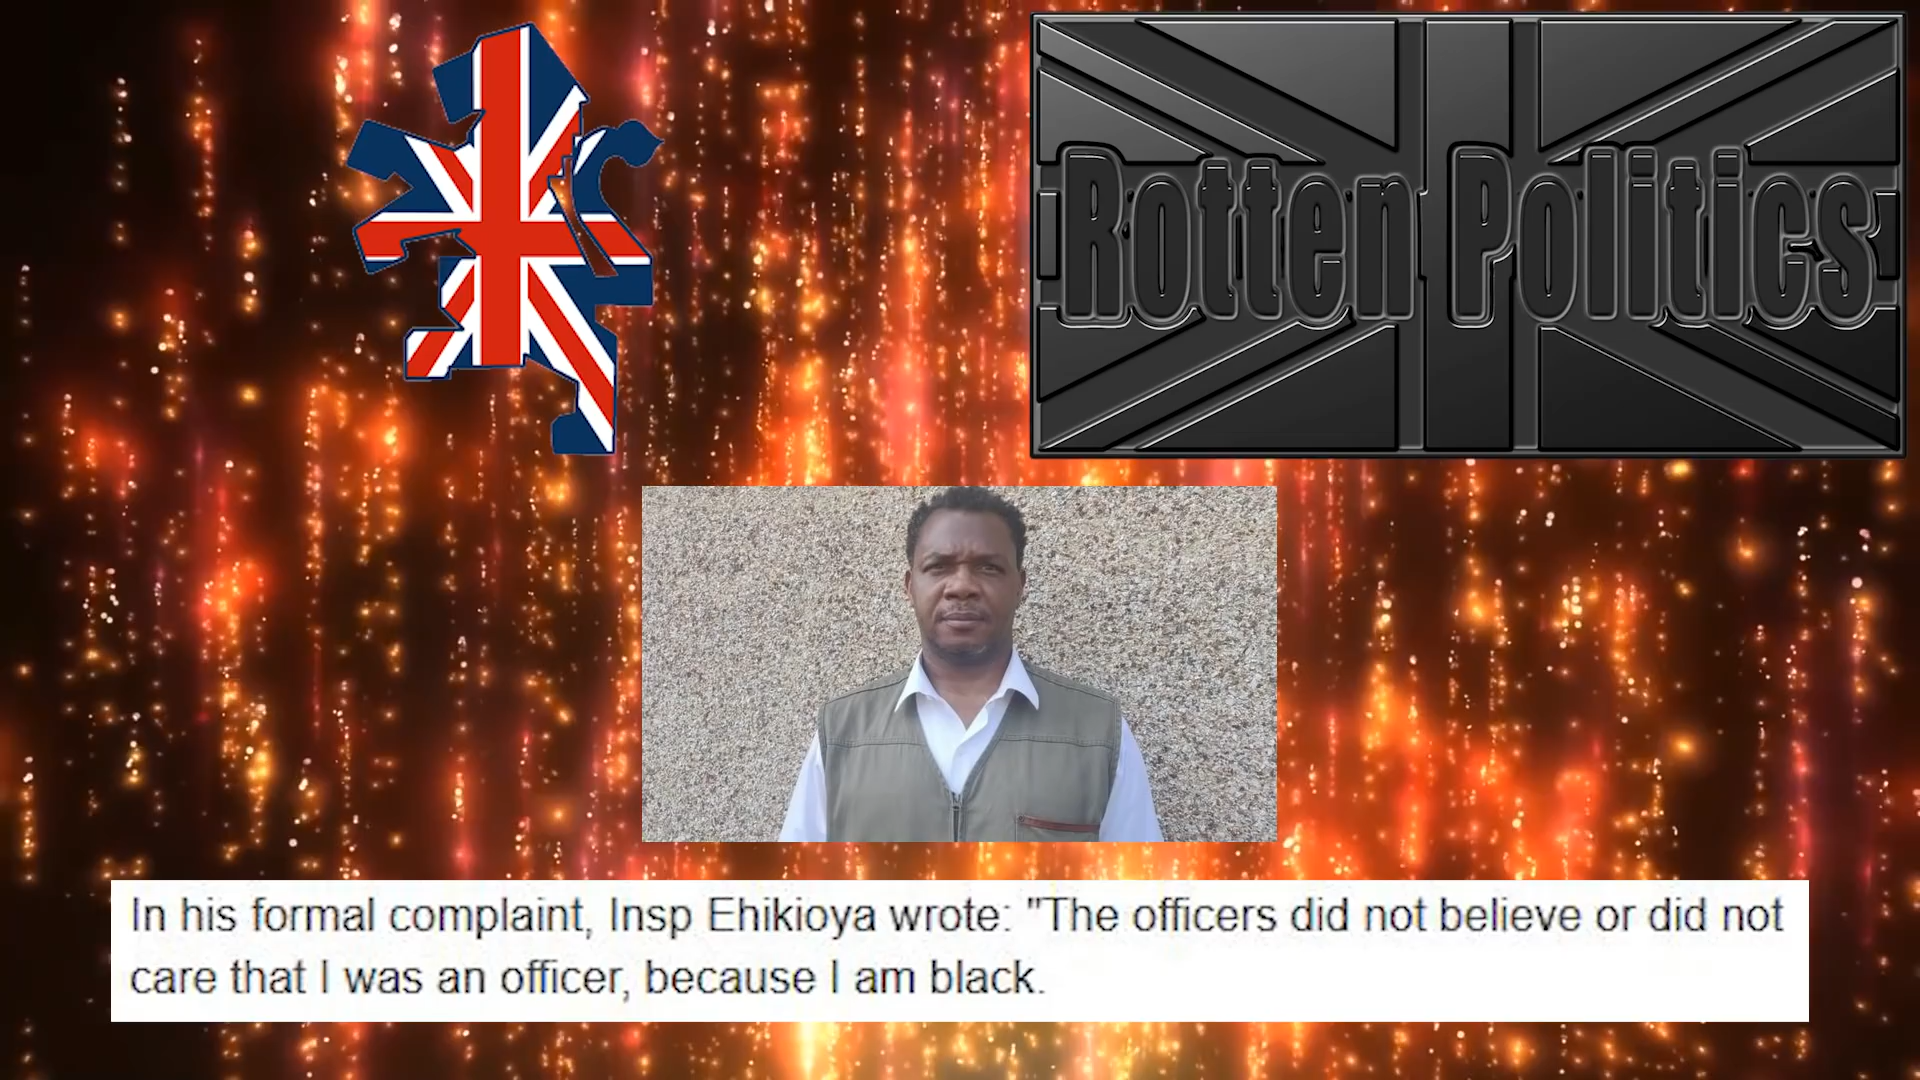 Rotten Politics
In his formal complaint, Insp Ehikioya wrote: "The officers did not believe or did not
care that I was an officer, because I am black.